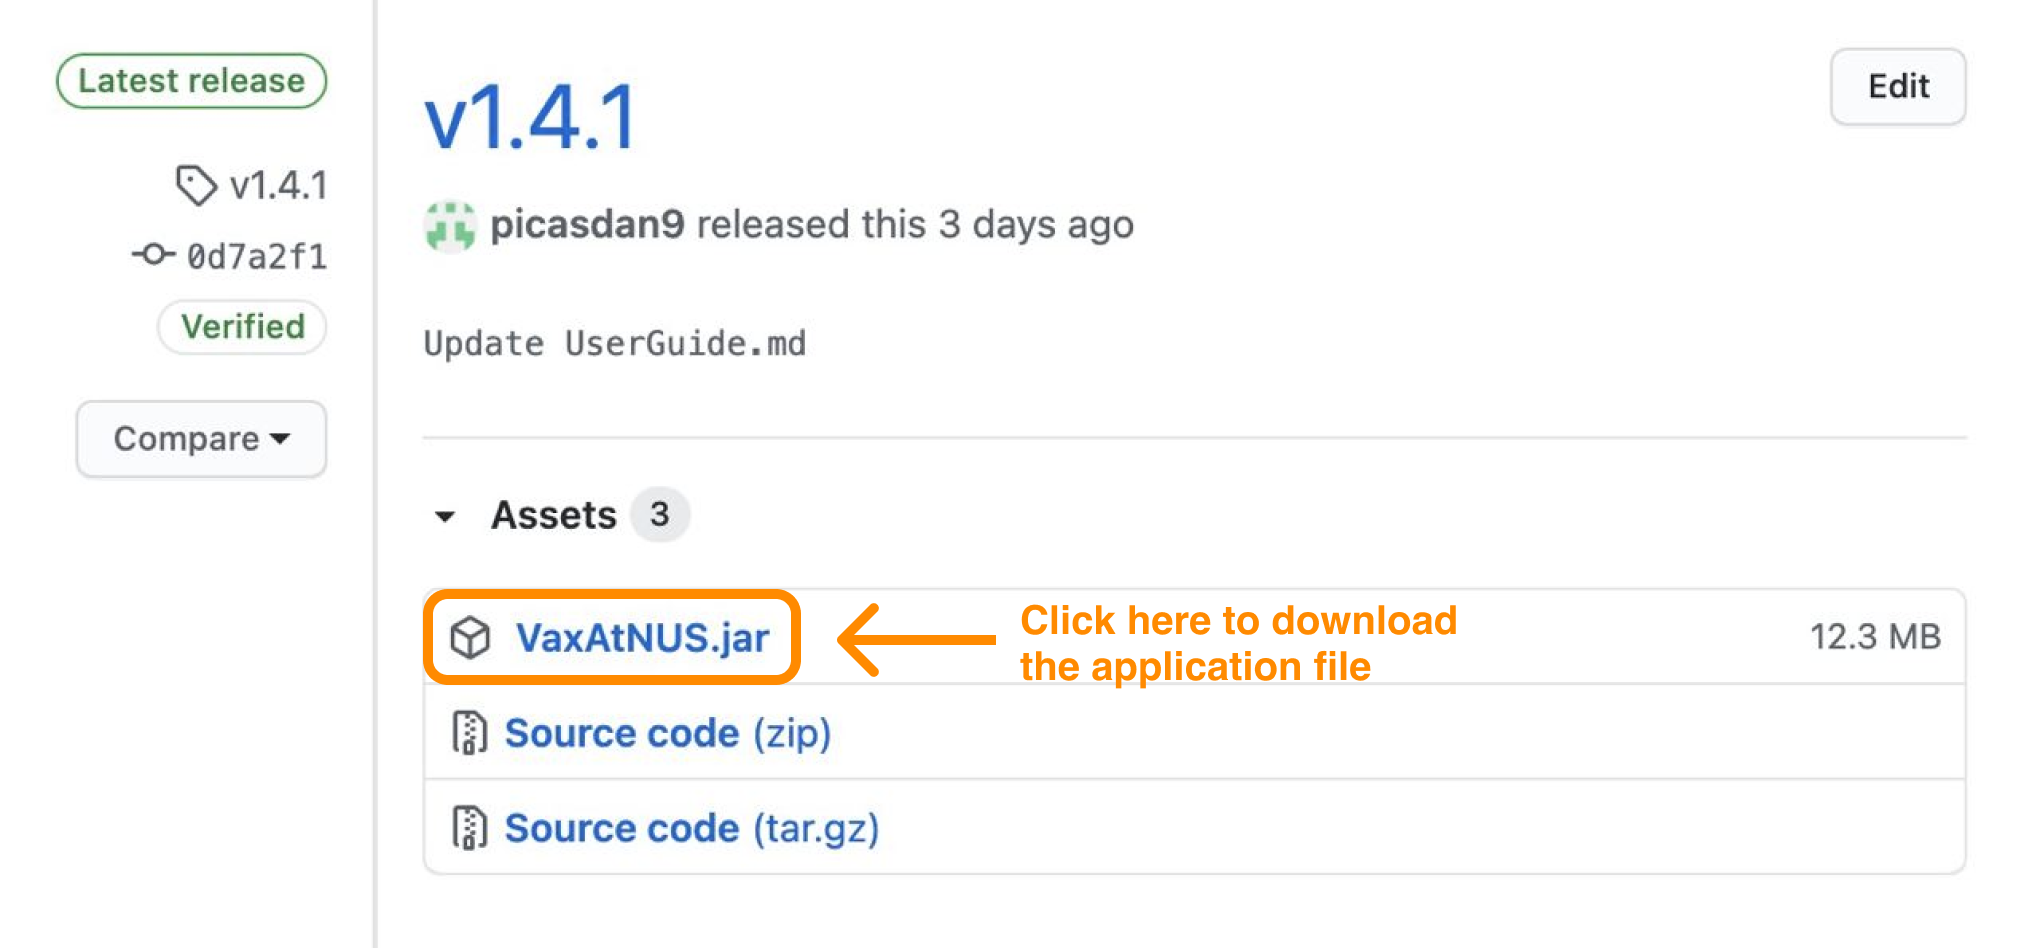 Latest release
v1.4.1
0d7a2f1
Verified
Compare
v1.4.1
Edit
picasdan9 released this 3 days ago
Update UserGuide.md
Assets 3
VaxAtNUS.jar
Click here to download
the application file
12.3 MB
Source code (zip)
Source code (tar.gz)